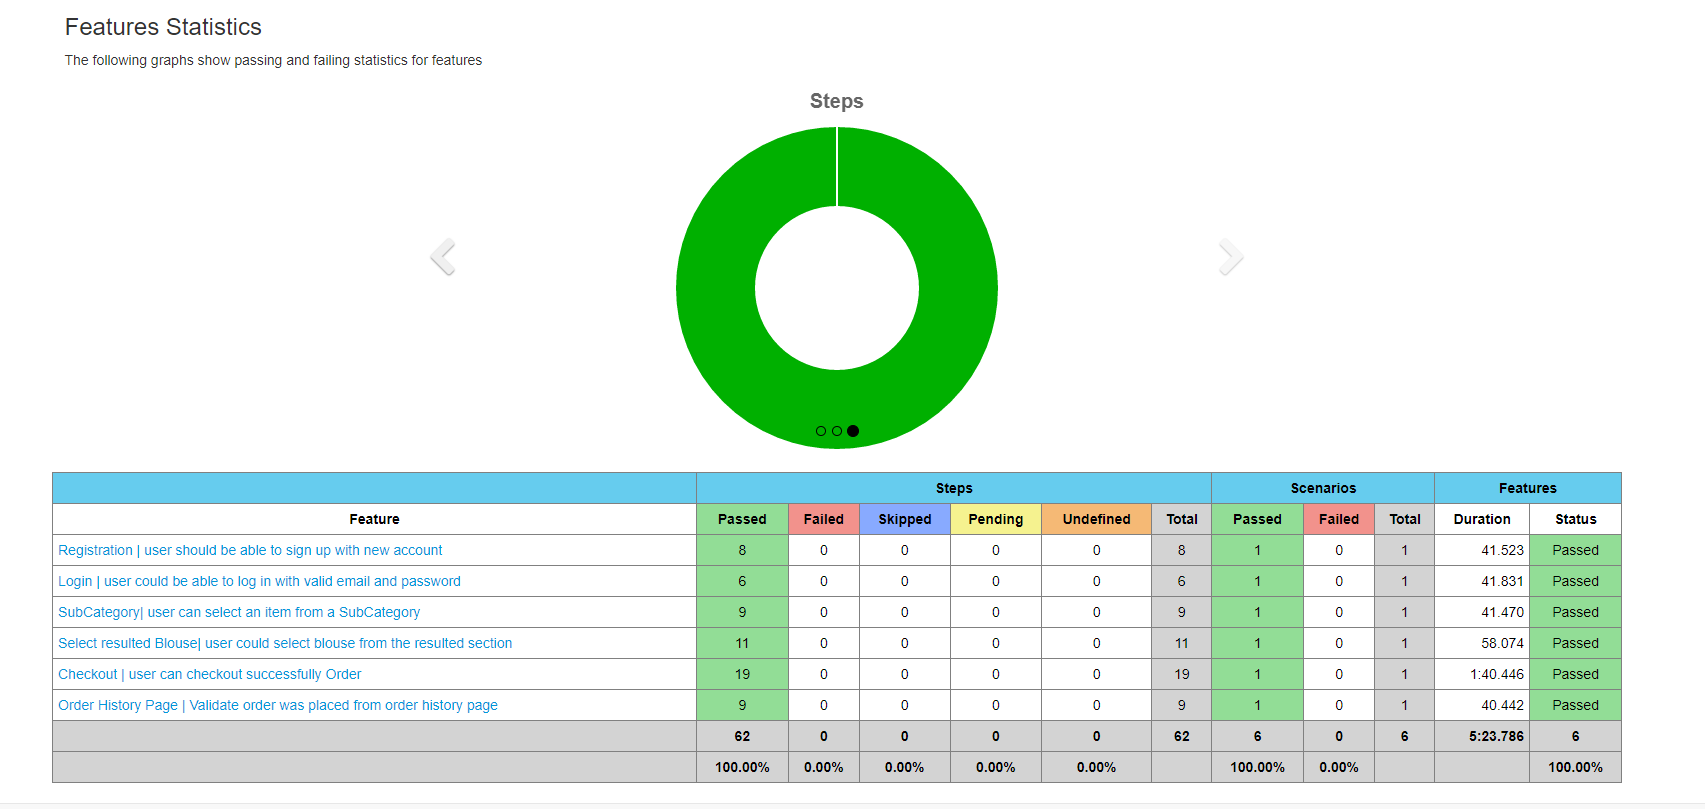 Features Statistics
The following graphs show passing and failing statistics for features
Steps
Steps Scenarios Features
Feature Passed Failed Skipped Pending Undefined Total Passed Failed Total Duration Status
Registration | user should be able to sign up with new account 8 0 0 0 0 8 1 0 1 41.523 Passed
Login | user could be able to log in with valid email and password 6 0 0 0 0 6 1 0 1 41.831 Passed
SubCategory| user can select an item from a SubCategory 9 0 0 0 0 9 1 0 1 41.470 Passed
Select resulted Blouse| user could select blouse from the resulted section 11 0 0 0 0 11 1 0 1 58.074 Passed
Checkout | user can checkout successfully Order 19 0 0 0 0 19 1 0 1 1:40.446 Passed
Order History Page | Validate order was placed from order history page 9 0 0 0 0 9 1 0 1 40.442 Passed
62 0 0 0 0 62 6 0 6 5:23.786 6
100.00% 0.00% 0.00% 0.00% 0.00% 100.00% 0.00% 100.00%